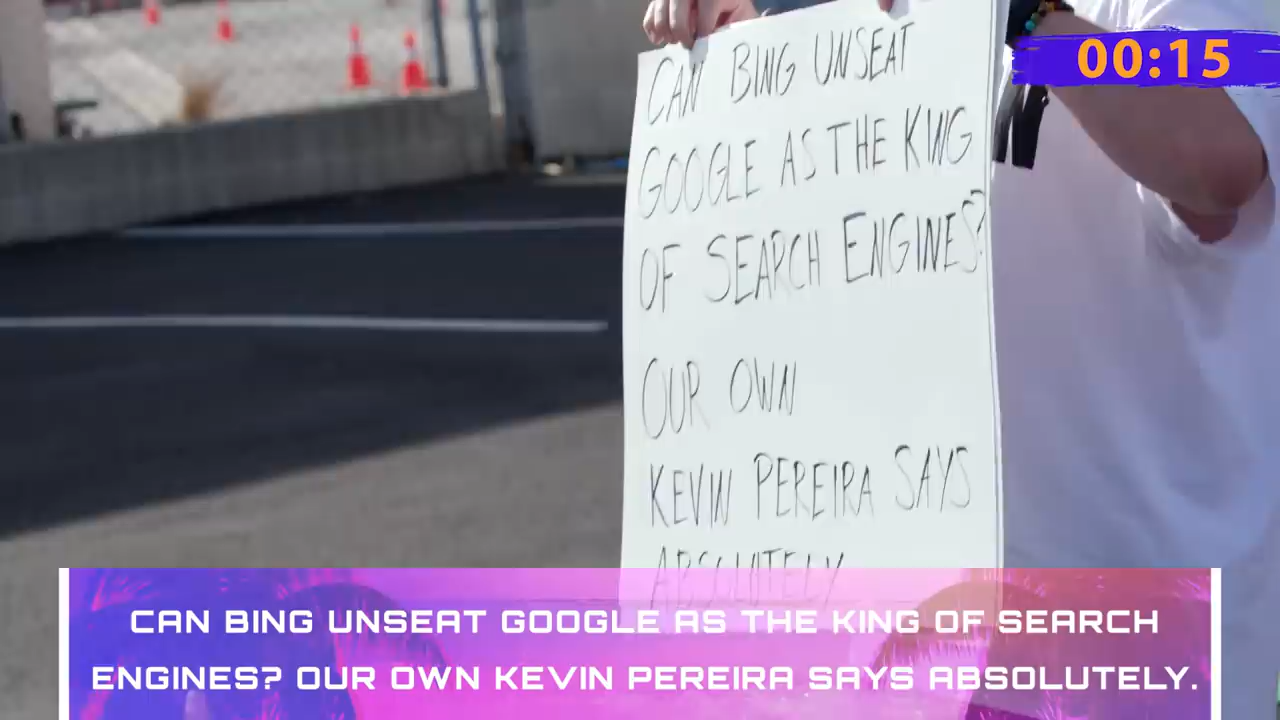 00:15
CAN BING UNSEAT
GOOGLE AS THE KING
OF SEARCH ENGINES?
OUR OWN
KEVIN PEREIRA SAYS
ABSOLUTELY
CAN BING UNSEAT GOOGLE AS THE KING OF SEARCH
ENGINES? OUR OWN KEVIN PEREIRA SAYS ABSOLUTELY.